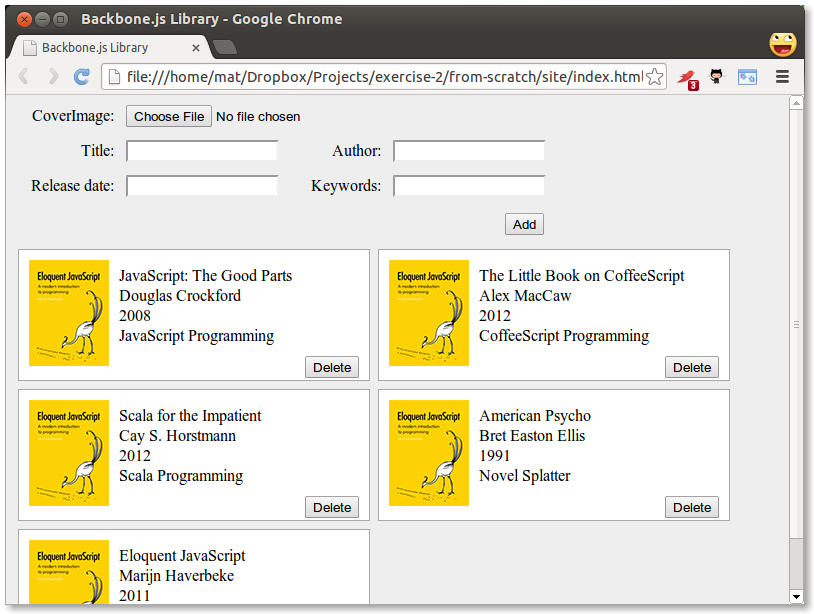 Backbone.js Library - Google Chrome
Backbone.js Library
file:///home/mat/Dropbox/Projects/exercise-2/from-scratch/site/index.html
3
CoverImage: Choose File No file chosen
Title: Author:
Release date: Keywords:
Add
Eloquent JavaScript
A modern introduction
to programming
JavaScript: The Good Parts
Douglas Crockford
2008
JavaScript Programming
Delete
Eloquent JavaScript
A modern introduction
to programming
The Little Book on CoffeeScript
Alex MacCaw
2012
CoffeeScript Programming
Delete
Eloquent JavaScript
A modern introduction
to programming
Scala for the Impatient
Cay S. Horstmann
2012
Scala Programming
Delete
Eloquent JavaScript
A modern introduction
to programming
American Psycho
Bret Easton Ellis
1991
Novel Splatter
Delete
Eloquent JavaScript
A modern introduction
to programming
Eloquent JavaScript
Marijn Haverbeke
2011